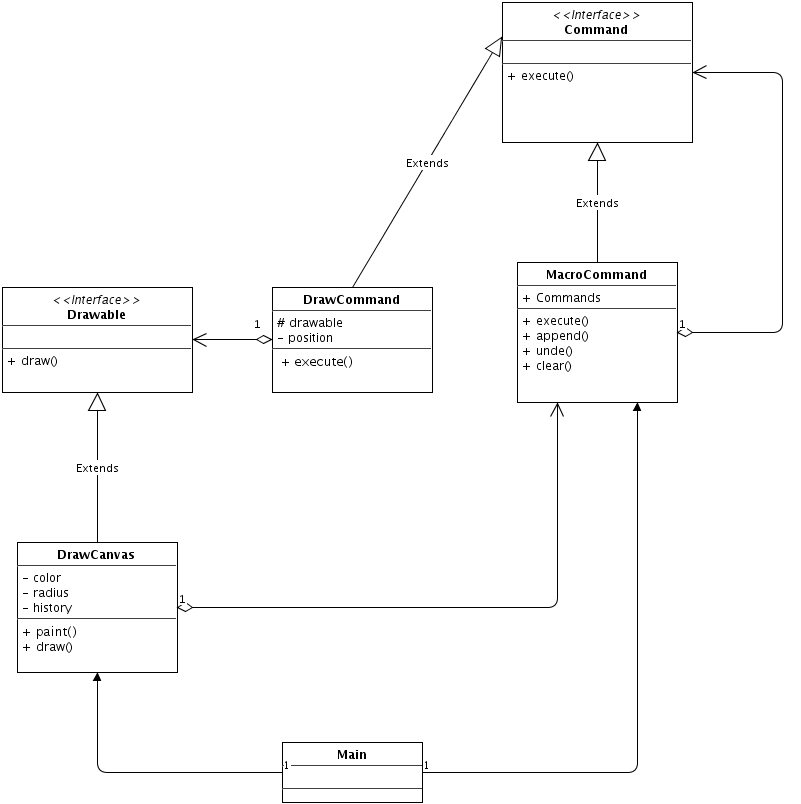 <<Interface>>
Command
+ execute()
Extends
Extends
MacroCommand
+ Commands
+ execute()
+ append()
+ unde()
+ clear()
1
<<Interface>>
Drawable
+ draw()
1
DrawCommand
# drawable
- position
+ execute()
Extends
DrawCanvas
- color
- radius
- history
+ paint()
+ draw()
1
Main
1
1